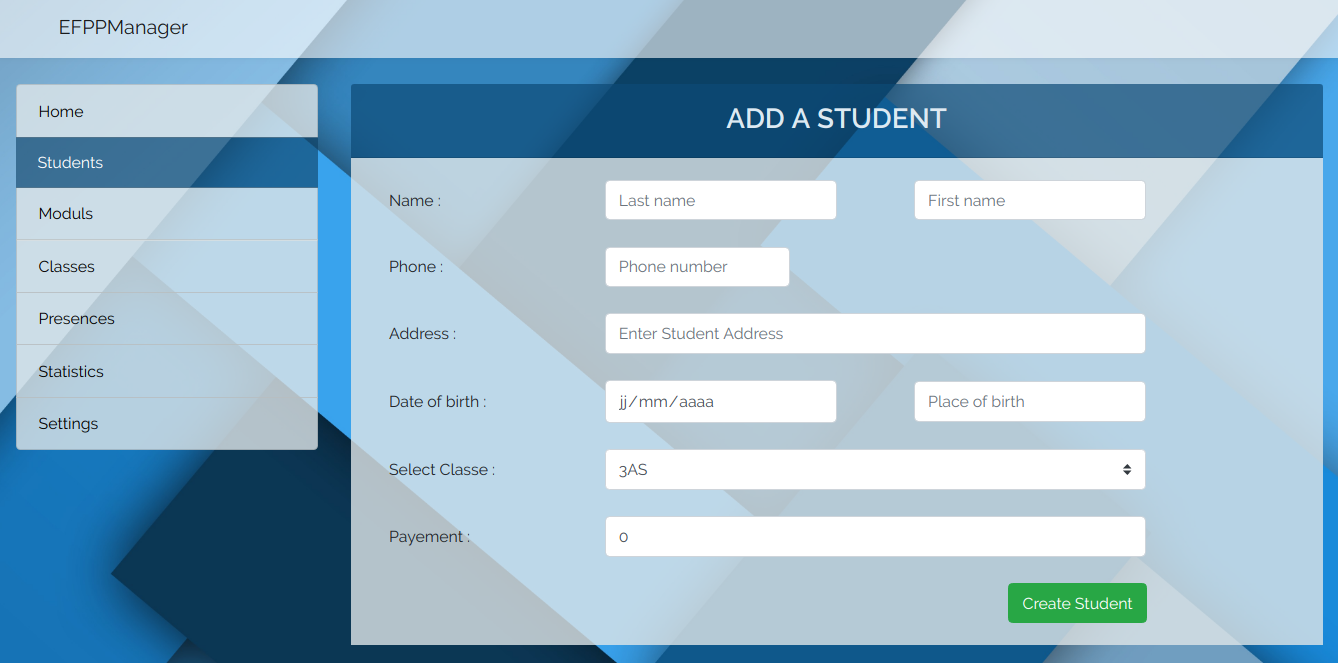 EFPPManager
Home
Students
Moduls
Classes
Presences
Statistics
Settings
ADD A STUDENT
Name : Last name First name
Phone : Phone number
Address : Enter Student Address
Date of birth : jj/mm/aaaa Place of birth
Select Classe : 3AS
Payement : 0
Create Student